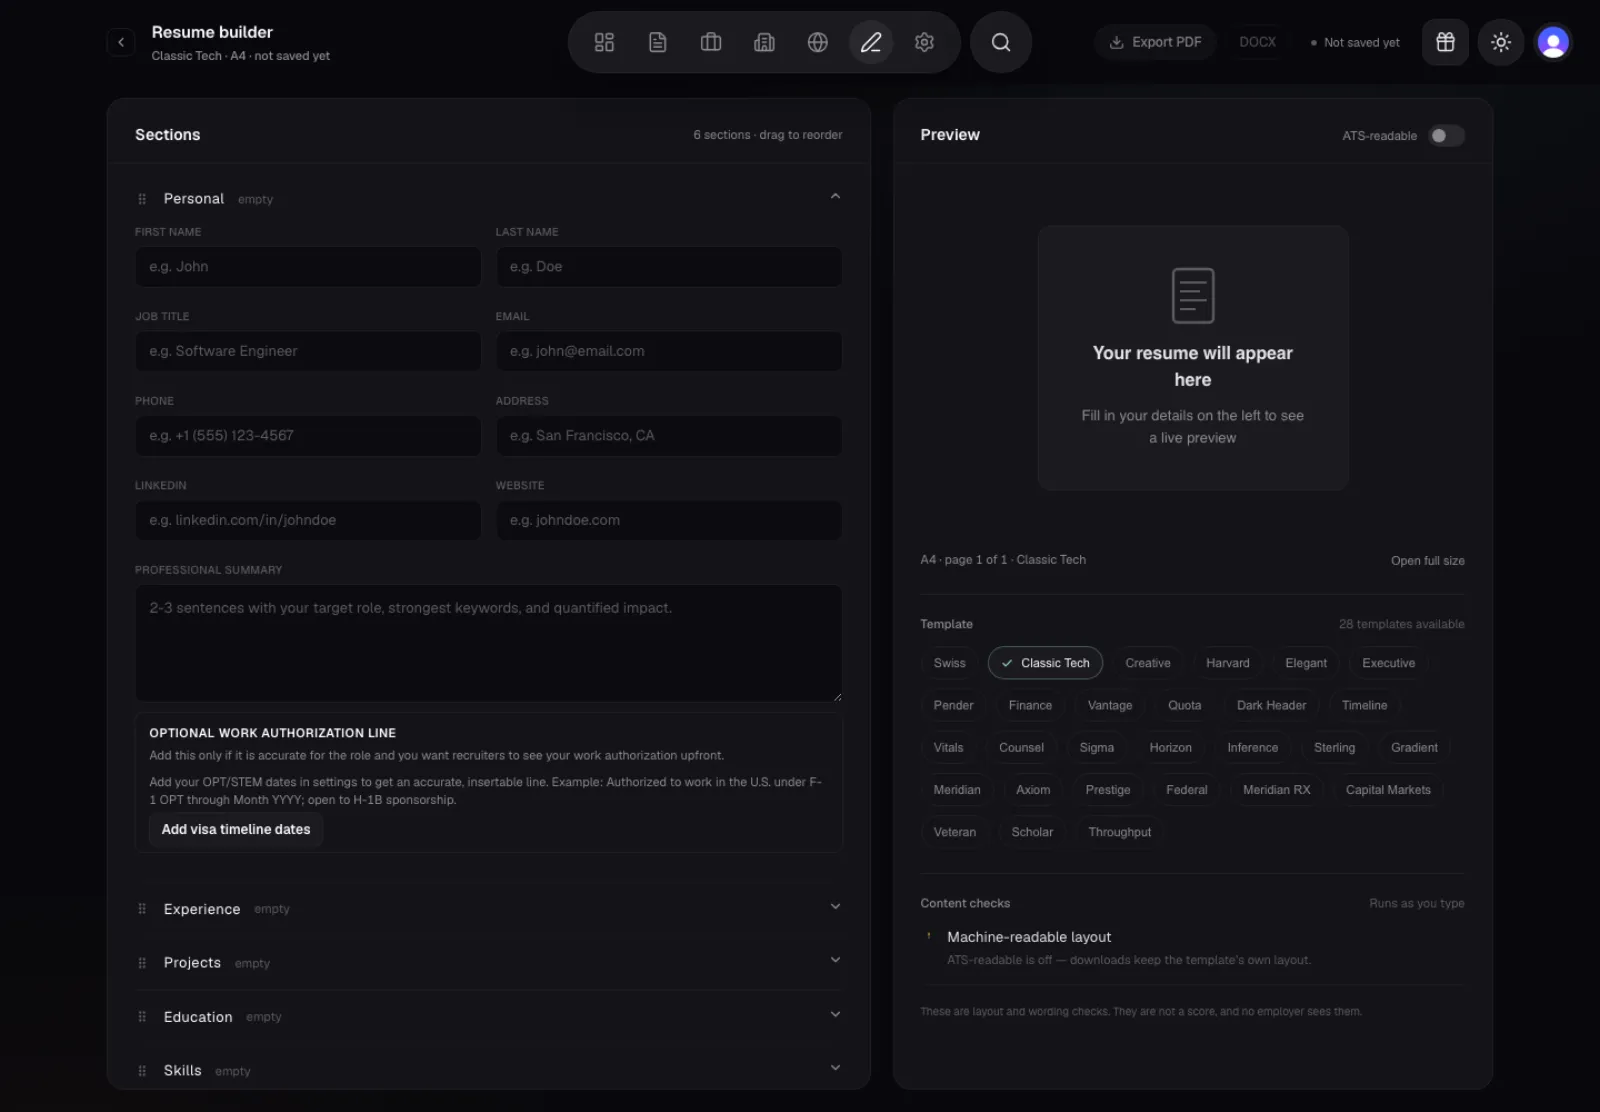 Resume builder
Classic Tech · A4 · not saved yet
Export PDF
DOCX
Not saved yet
Sections
6 sections · drag to reorder
Personal empty
FIRST NAME
LAST NAME
e.g. John
e.g. Doe
JOB TITLE
EMAIL
e.g. Software Engineer
e.g. john@email.com
PHONE
ADDRESS
e.g. +1 (555) 123-4567
e.g. San Francisco, CA
LINKEDIN
WEBSITE
e.g. linkedin.com/in/johndoe
e.g. johndoe.com
PROFESSIONAL SUMMARY
2-3 sentences with your target role, strongest keywords, and quantified impact.
OPTIONAL WORK AUTHORIZATION LINE
Add this only if it is accurate for the role and you want recruiters to see your work authorization upfront.
Add your OPT/STEM dates in settings to get an accurate, insertable line. Example: Authorized to work in the U.S. under F-
1 OPT through Month YYYY; open to H-1B sponsorship.
Add visa timeline dates
Experience empty
Projects empty
Education empty
Skills empty
Preview
ATS-readable
Your resume will appear
here
Fill in your details on the left to see
a live preview
A4 · page 1 of 1 · Classic Tech
Open full size
Template
28 templates available
Swiss Classic Tech Creative Harvard Elegant Executive
Pender Finance Vantage Quota Dark Header Timeline
Vitals Counsel Sigma Horizon Inference Sterling Gradient
Meridian Axiom Prestige Federal Meridian RX Capital Markets
Veteran Scholar Throughput
Content checks
Runs as you type
Machine-readable layout
ATS-readable is off — downloads keep the template's own layout.
These are layout and wording checks. They are not a score, and no employer sees them.